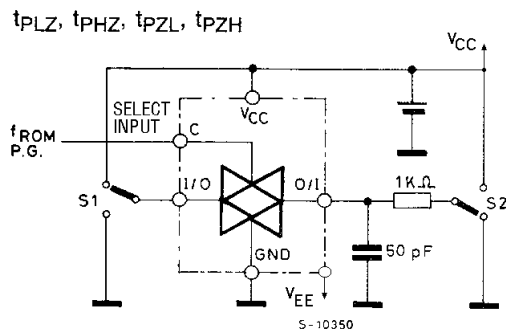 tPLZ, tPHZ, tPZL, tPZH
VCC
SELECT
INPUT
VCC
fROM
P.G.
C
I/O
O/I
1KΩ
S1
S2
GND
50 pF
VEE
S-10350